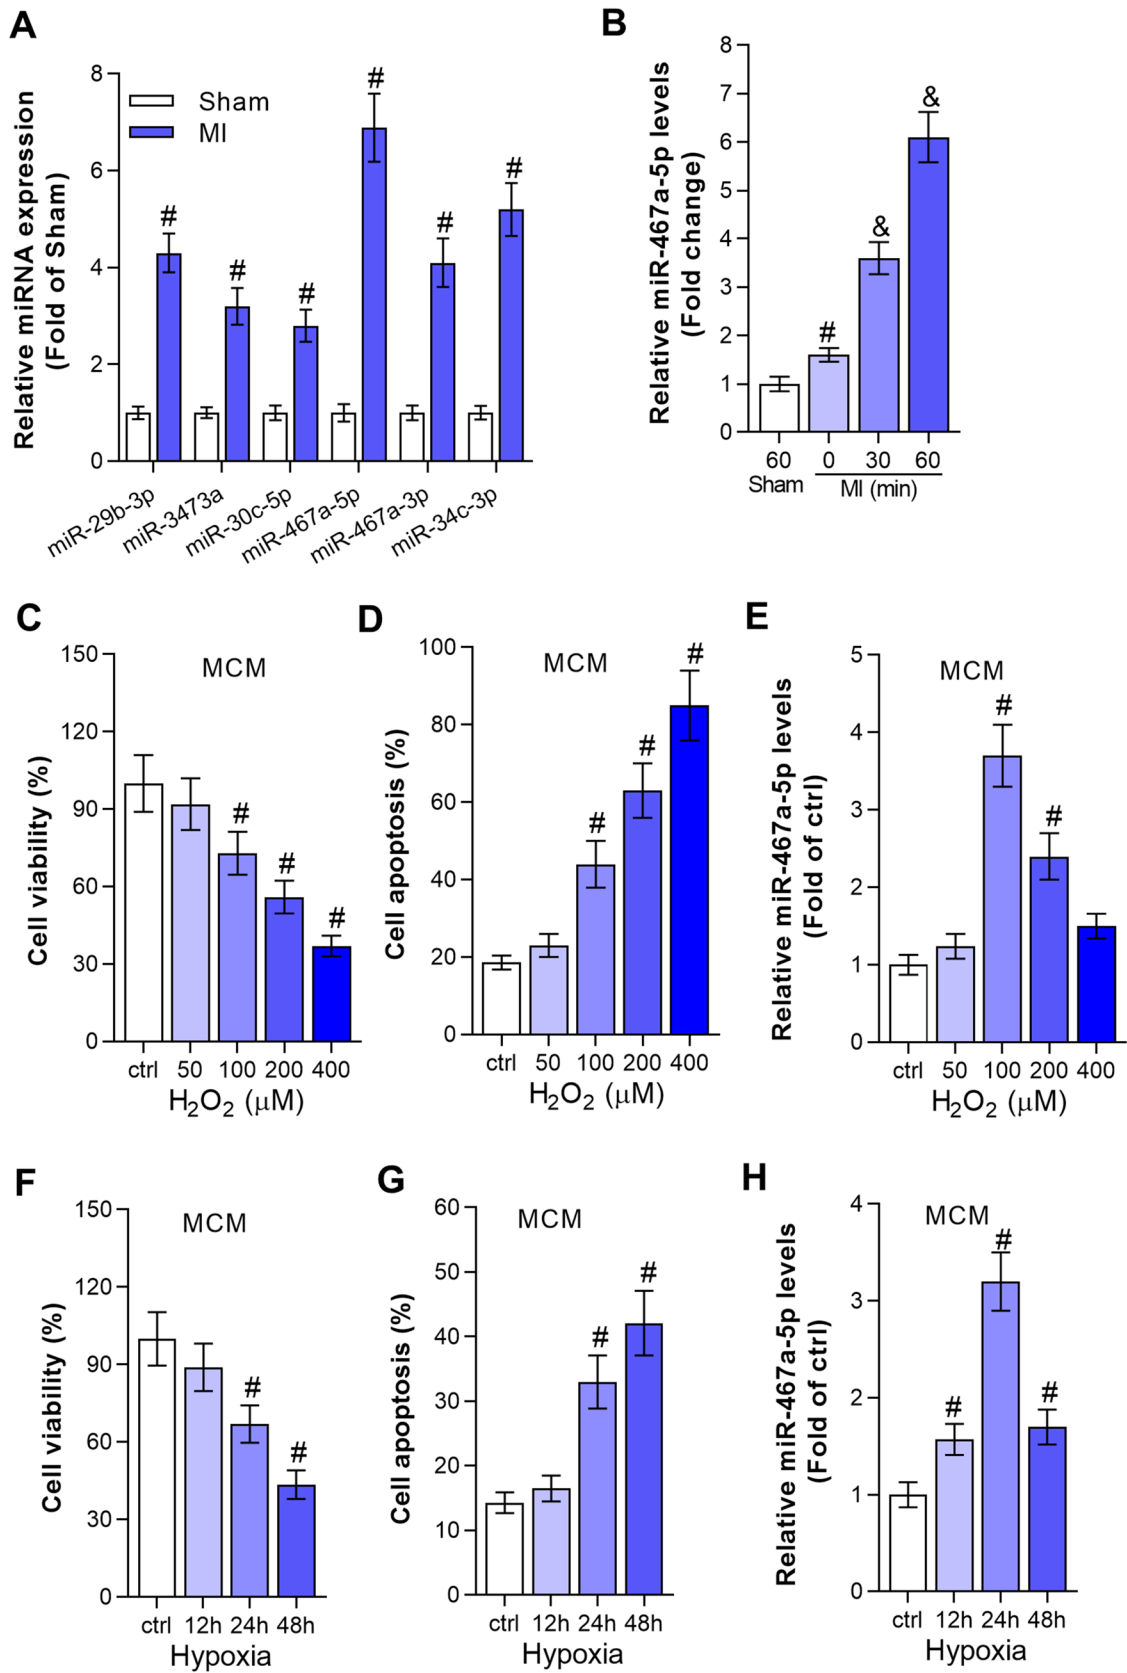 A
Relative miRNA expression
(Fold of Sham)
8
6
4
2
0
Sham
MI
# # # # # #
miR-29b-3p
miR-3473a
miR-30c-5p
miR-467a-5p
miR-467a-3p
miR-34c-3p
B
Relative miR-467a-5p levels
(Fold change)
8
7
6
5
4
3
2
1
0
# & &
60 0 30 60
Sham MI (min)
C
Cell viability (%)
150
120
90
60
30
0
MCM
# # #
ctrl 50 100 200 400
H2O2 (μM)
D
Cell apoptosis (%)
100
80
60
40
20
0
MCM
# # #
ctrl 50 100 200 400
H2O2 (μM)
E
Relative miR-467a-5p levels
(Fold of ctrl)
5
4
3
2
1
0
MCM
# #
ctrl 50 100 200 400
H2O2 (μM)
F
Cell viability (%)
150
120
90
60
30
0
MCM
# #
ctrl 12h 24h 48h
Hypoxia
G
Cell apoptosis (%)
60
50
40
30
20
10
0
MCM
# #
ctrl 12h 24h 48h
Hypoxia
H
Relative miR-467a-5p levels
(Fold of ctrl)
4
3
2
1
0
MCM
# # #
ctrl 12h 24h 48h
Hypoxia